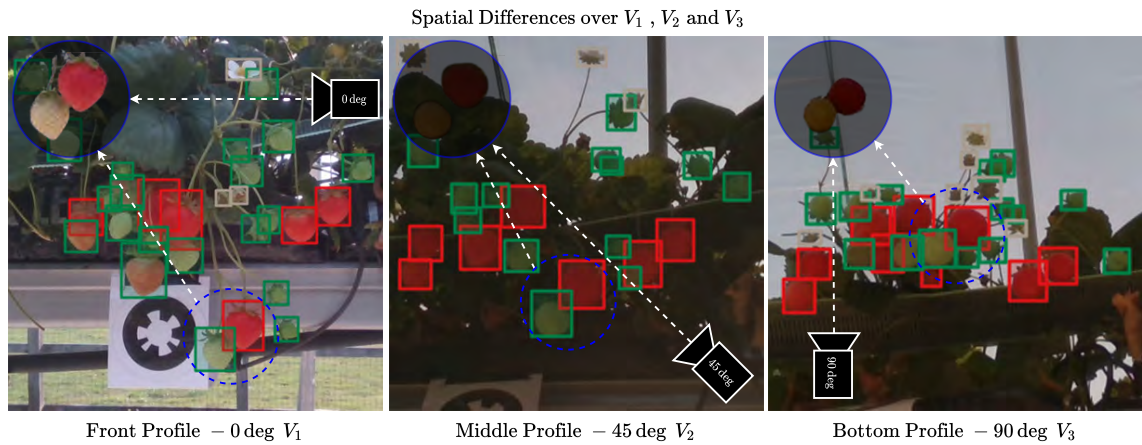 Spatial Differences over V₁ , V₂ and V₃
0 deg
45 deg
90 deg
Front Profile − 0 deg V₁
Middle Profile − 45 deg V₂
Bottom Profile − 90 deg V₃